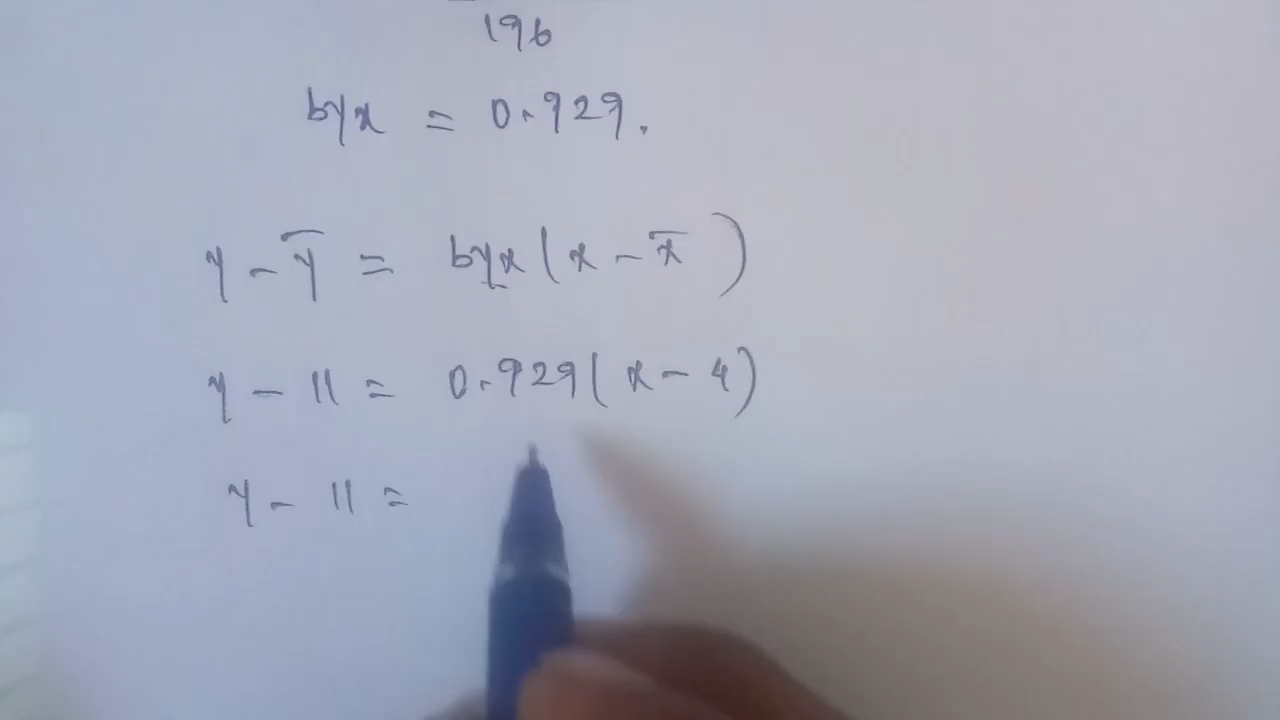 196
byx = 0.929.
y - ȳ = byx(x - x̄)
y - 11 = 0.929(x - 4)
y - 11 =